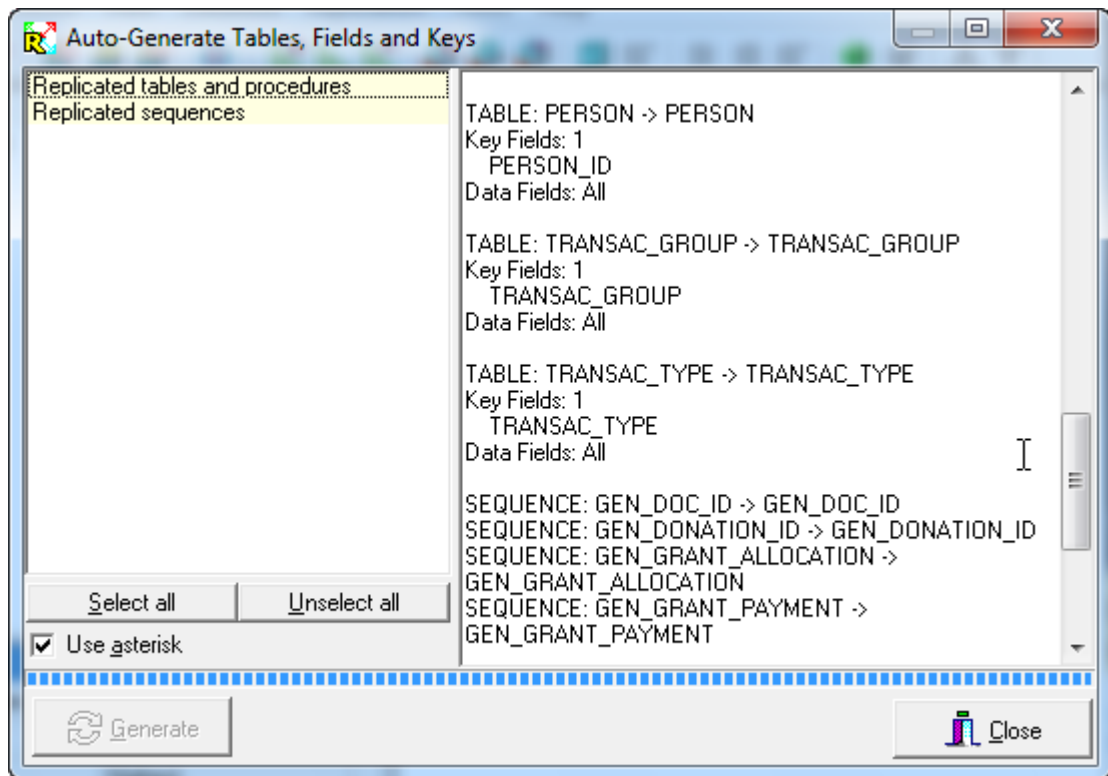 Auto-Generate Tables, Fields and Keys
Replicated tables and procedures
Replicated sequences
Select all
Unselect all
Use asterisk
TABLE: PERSON -> PERSON
Key Fields: 1
PERSON_ID
Data Fields: All
TABLE: TRANSAC_GROUP -> TRANSAC_GROUP
Key Fields: 1
TRANSAC_GROUP
Data Fields: All
TABLE: TRANSAC_TYPE -> TRANSAC_TYPE
Key Fields: 1
TRANSAC_TYPE
Data Fields: All
SEQUENCE: GEN_DOC_ID -> GEN_DOC_ID
SEQUENCE: GEN_DONATION_ID -> GEN_DONATION_ID
SEQUENCE: GEN_GRANT_ALLOCATION ->
GEN_GRANT_ALLOCATION
SEQUENCE: GEN_GRANT_PAYMENT ->
GEN_GRANT_PAYMENT
Generate
Close